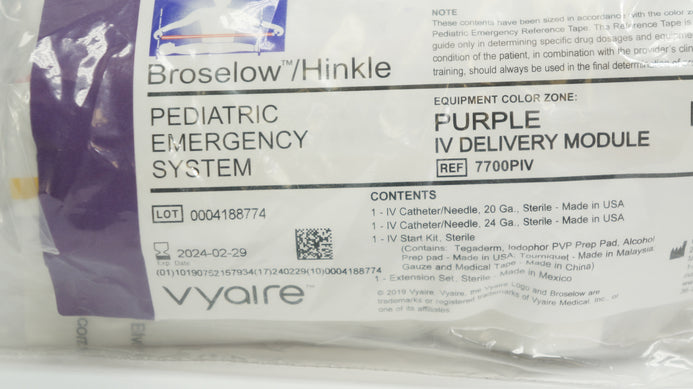 NOTE
These contents have been sized in accordance with the color z
Pediatric Emergency Reference Tape. The Reference Tape i
guide only in determining specific drug dosages and equipme
condition of the patient, in combination with the provider's clin
training, should always be used in the final determination of
Broselow™/Hinkle
PEDIATRIC
EMERGENCY
SYSTEM
EQUIPMENT COLOR ZONE:
PURPLE
IV DELIVERY MODULE
REF 7700PIV
LOT 0004188774
2024-02-29
Exp. Date
(01)10190752157934(17)240229(10)0004188774
vyaire™
CONTENTS
1 - IV Catheter/Needle, 20 Ga., Sterile - Made in USA
1 - IV Catheter/Needle, 24 Ga., Sterile - Made in USA
1 - IV Start Kit, Sterile
(Contains: Tegaderm, Iodophor PVP Prep Pad, Alcohol
Prep pad - Made in USA; Tourniquet - Made in Malaysia;
Gauze and Medical Tape - Made in China)
1 - Extension Set, Sterile - Made in Mexico
© 2019 Vyaire. Vyaire, the Vyaire Logo and Broselow are
trademarks or registered trademarks of Vyaire Medical, Inc., or
one of its affiliates.